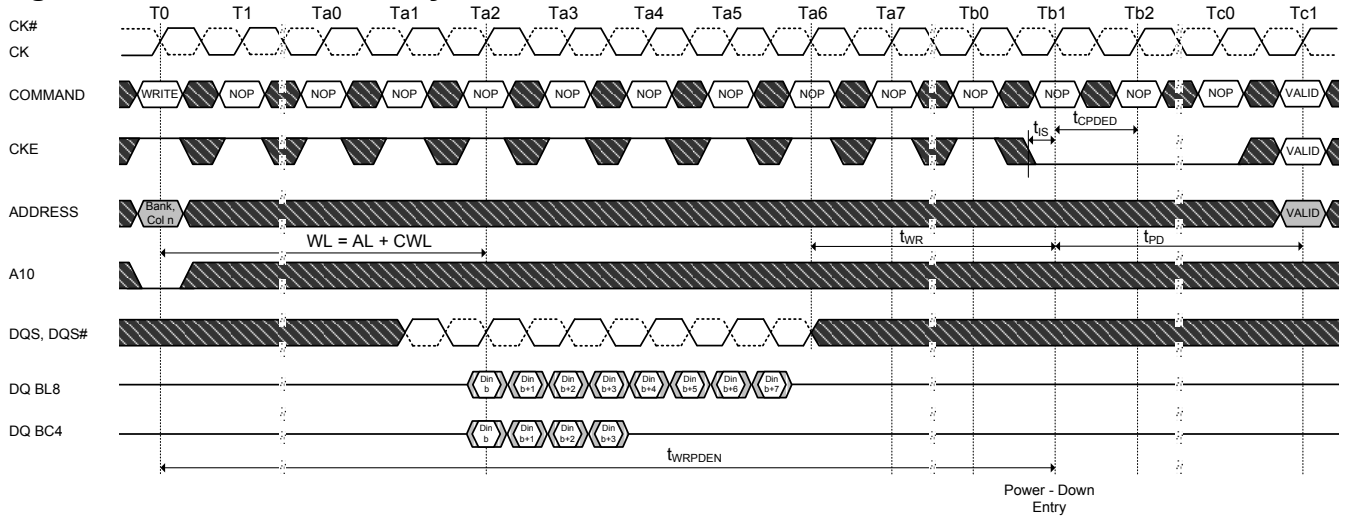 T0 T1 Ta0 Ta1 Ta2 Ta3 Ta4 Ta5 Ta6 Ta7 Tb0 Tb1 Tb2 Tc0 Tc1
CK#
CK
COMMAND WRITE NOP NOP NOP NOP NOP NOP NOP NOP NOP NOP NOP NOP NOP VALID
tIS tCPDED
CKE VALID
ADDRESS Bank, Col n VALID
WL = AL + CWL tWR tPD
A10
DQS, DQS#
DQ BL8 Din b Din b+1 Din b+2 Din b+3 Din b+4 Din b+5 Din b+6 Din b+7
DQ BC4 Din b Din b+1 Din b+2 Din b+3
tWRPDEN
Power - Down
Entry